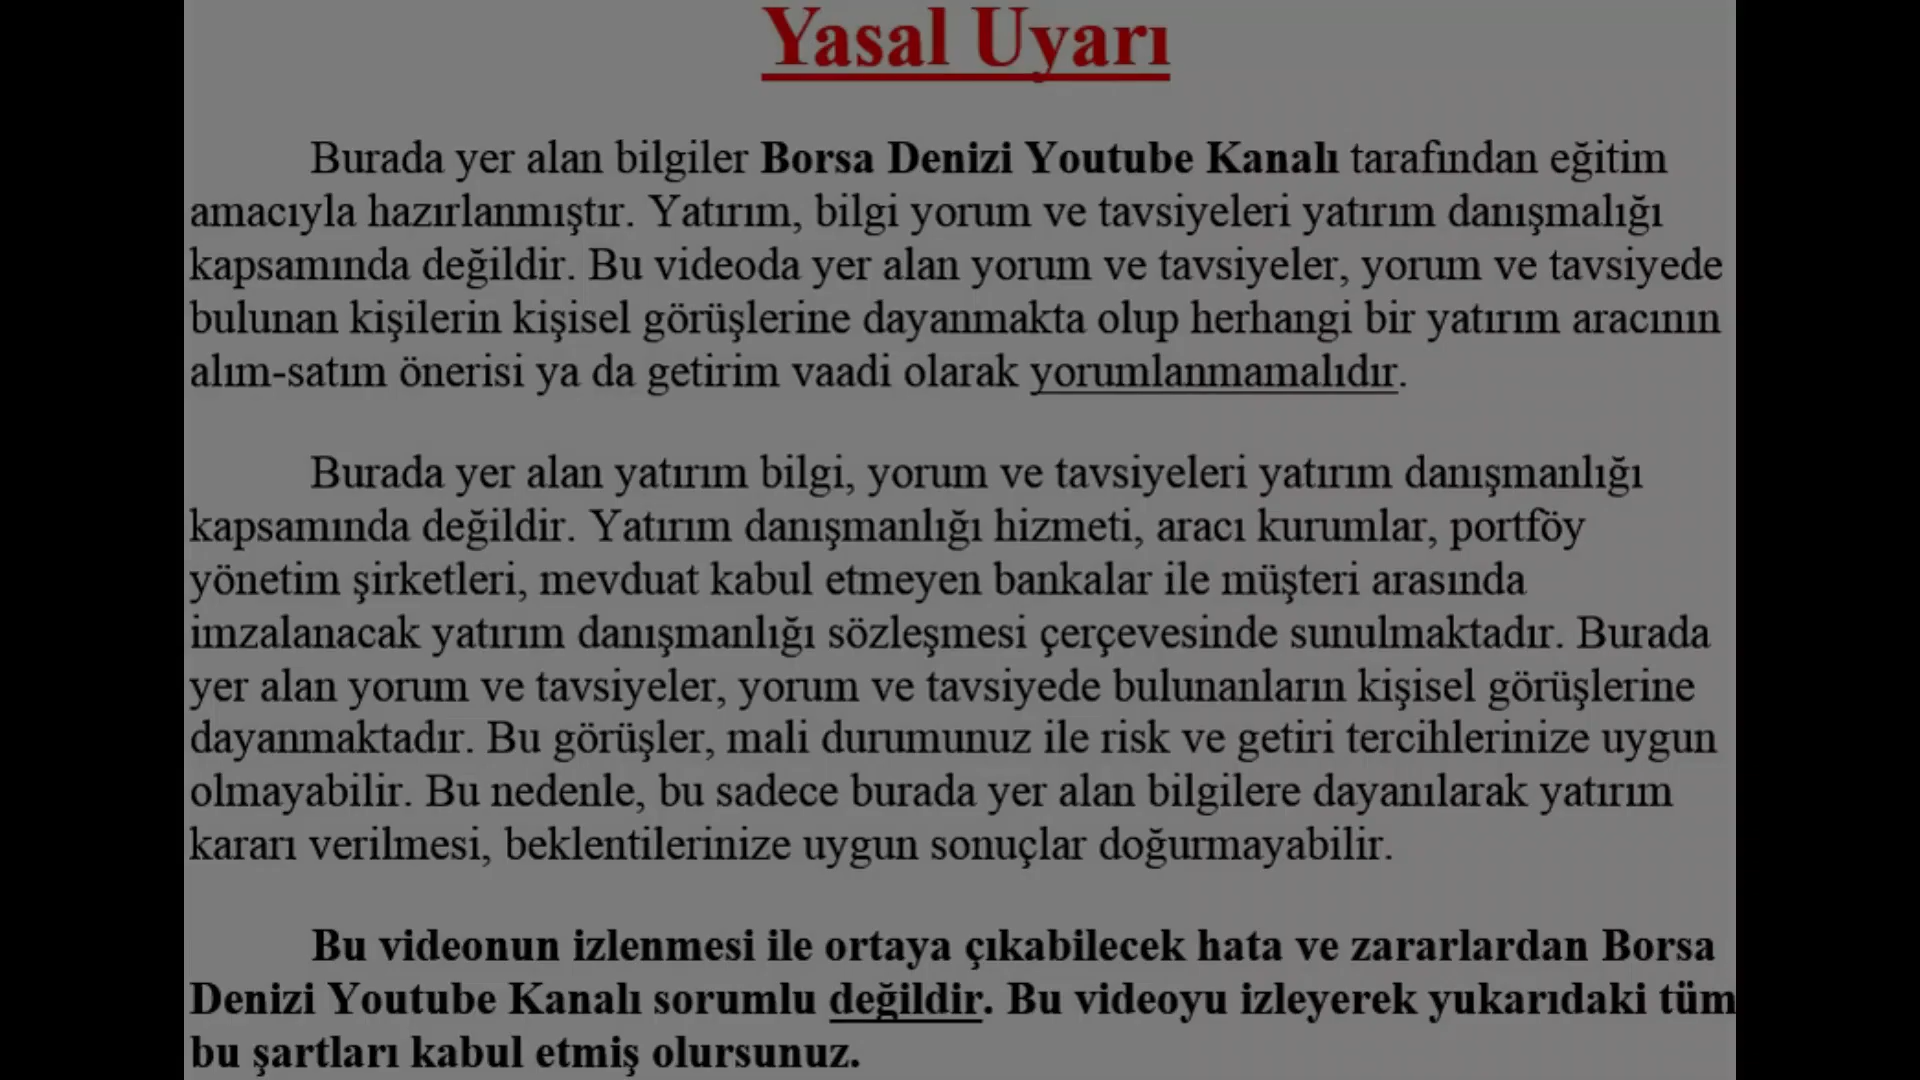 Yasal Uyarı
Burada yer alan bilgiler Borsa Denizi Youtube Kanalı tarafından eğitim
amacıyla hazırlanmıştır. Yatırım, bilgi yorum ve tavsiyeleri yatırım danışmalığı
kapsamında değildir. Bu videoda yer alan yorum ve tavsiyeler, yorum ve tavsiyede
bulunan kişilerin kişisel görüşlerine dayanmakta olup herhangi bir yatırım aracının
alım-satım önerisi ya da getirim vaadi olarak yorumlanmamalıdır.
Burada yer alan yatırım bilgi, yorum ve tavsiyeleri yatırım danışmanlığı
kapsamında değildir. Yatırım danışmanlığı hizmeti, aracı kurumlar, portföy
yönetim şirketleri, mevduat kabul etmeyen bankalar ile müşteri arasında
imzalanacak yatırım danışmanlığı sözleşmesi çerçevesinde sunulmaktadır. Burada
yer alan yorum ve tavsiyeler, yorum ve tavsiyede bulunanların kişisel görüşlerine
dayanmaktadır. Bu görüşler, mali durumunuz ile risk ve getiri tercihlerinize uygun
olmayabilir. Bu nedenle, bu sadece burada yer alan bilgilere dayanılarak yatırım
kararı verilmesi, beklentilerinize uygun sonuçlar doğurmayabilir.
Bu videonun izlenmesi ile ortaya çıkabilecek hata ve zararlardan Borsa
Denizi Youtube Kanalı sorumlu değildir. Bu videoyu izleyerek yukarıdaki tüm
bu şartları kabul etmiş olursunuz.